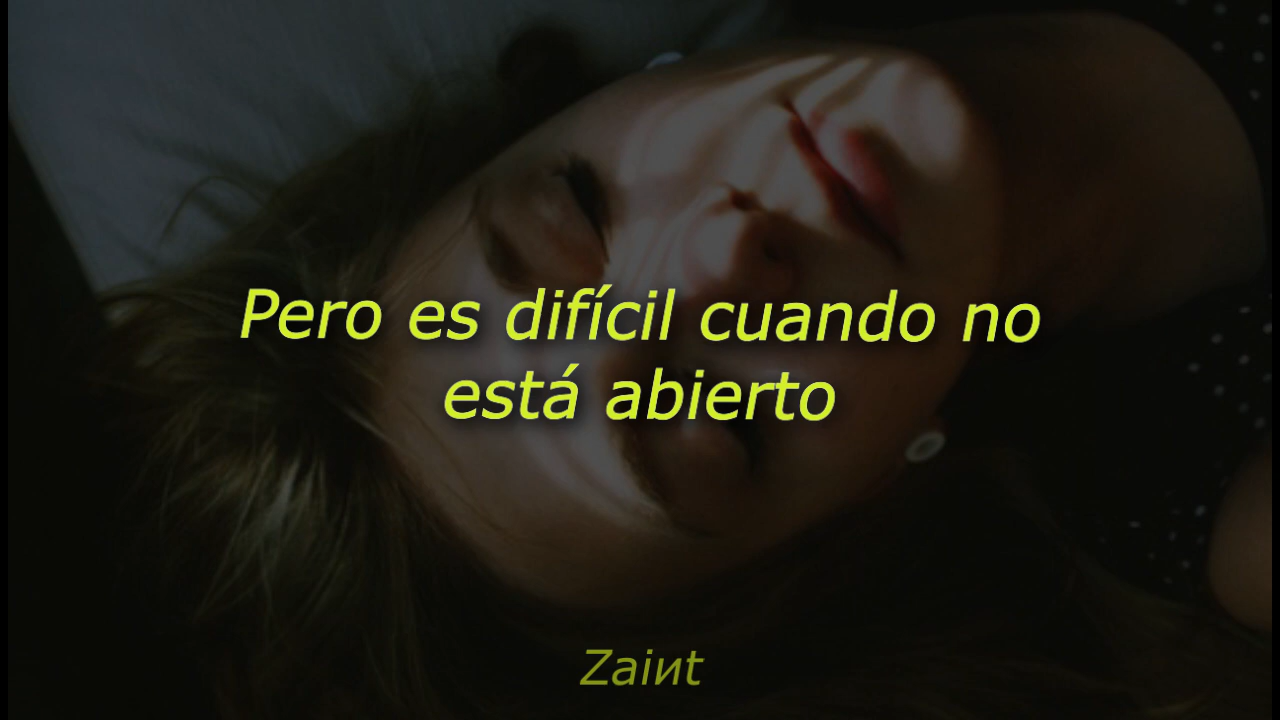 Pero es difícil cuando no
está abierto
Zaiиt